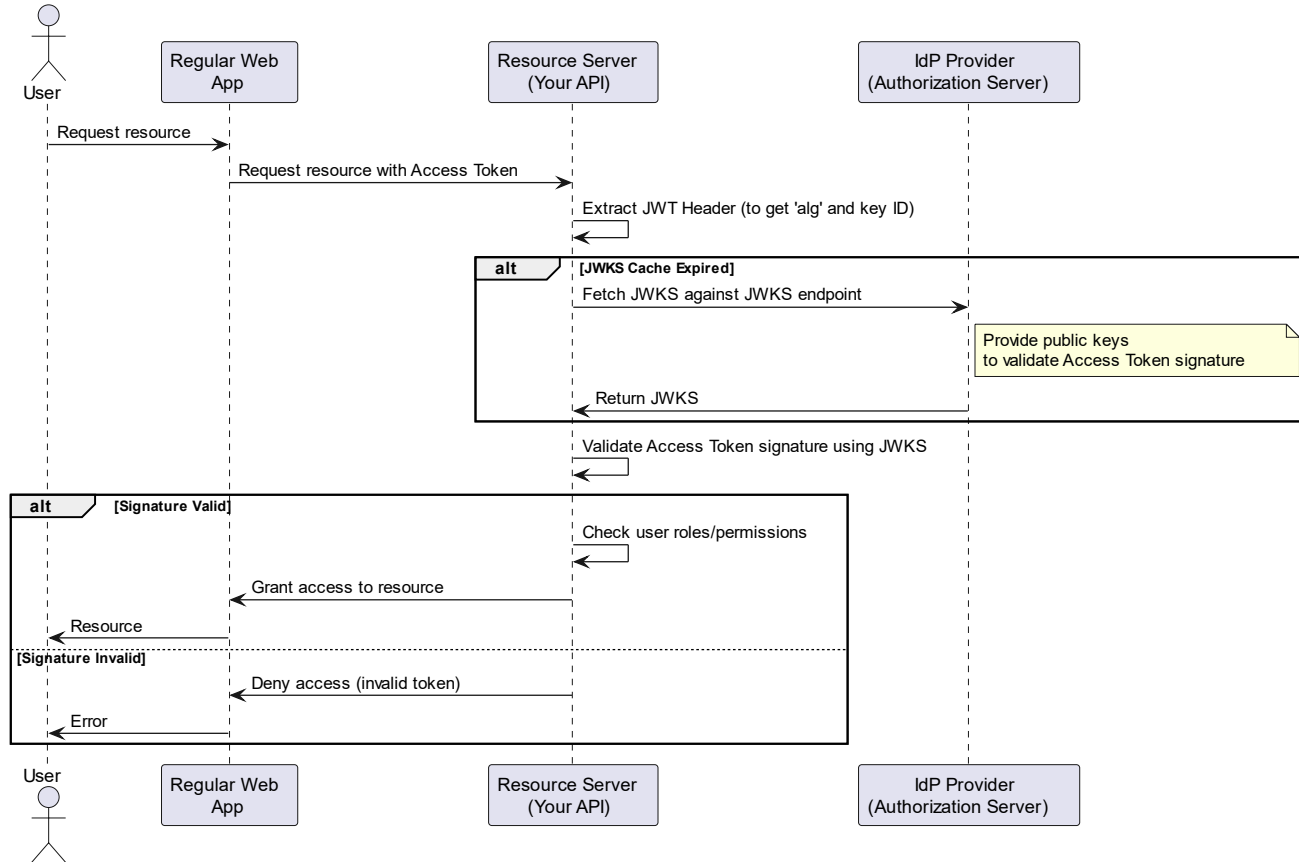 User
Regular Web
App
Resource Server
(Your API)
IdP Provider
(Authorization Server)
Request resource
Request resource with Access Token
Extract JWT Header (to get 'alg' and key ID)
alt
[JWKS Cache Expired]
Fetch JWKS against JWKS endpoint
Provide public keys
to validate Access Token signature
Return JWKS
Validate Access Token signature using JWKS
alt
[Signature Valid]
Check user roles/permissions
Grant access to resource
Resource
[Signature Invalid]
Deny access (invalid token)
Error
User
Regular Web
App
Resource Server
(Your API)
IdP Provider
(Authorization Server)